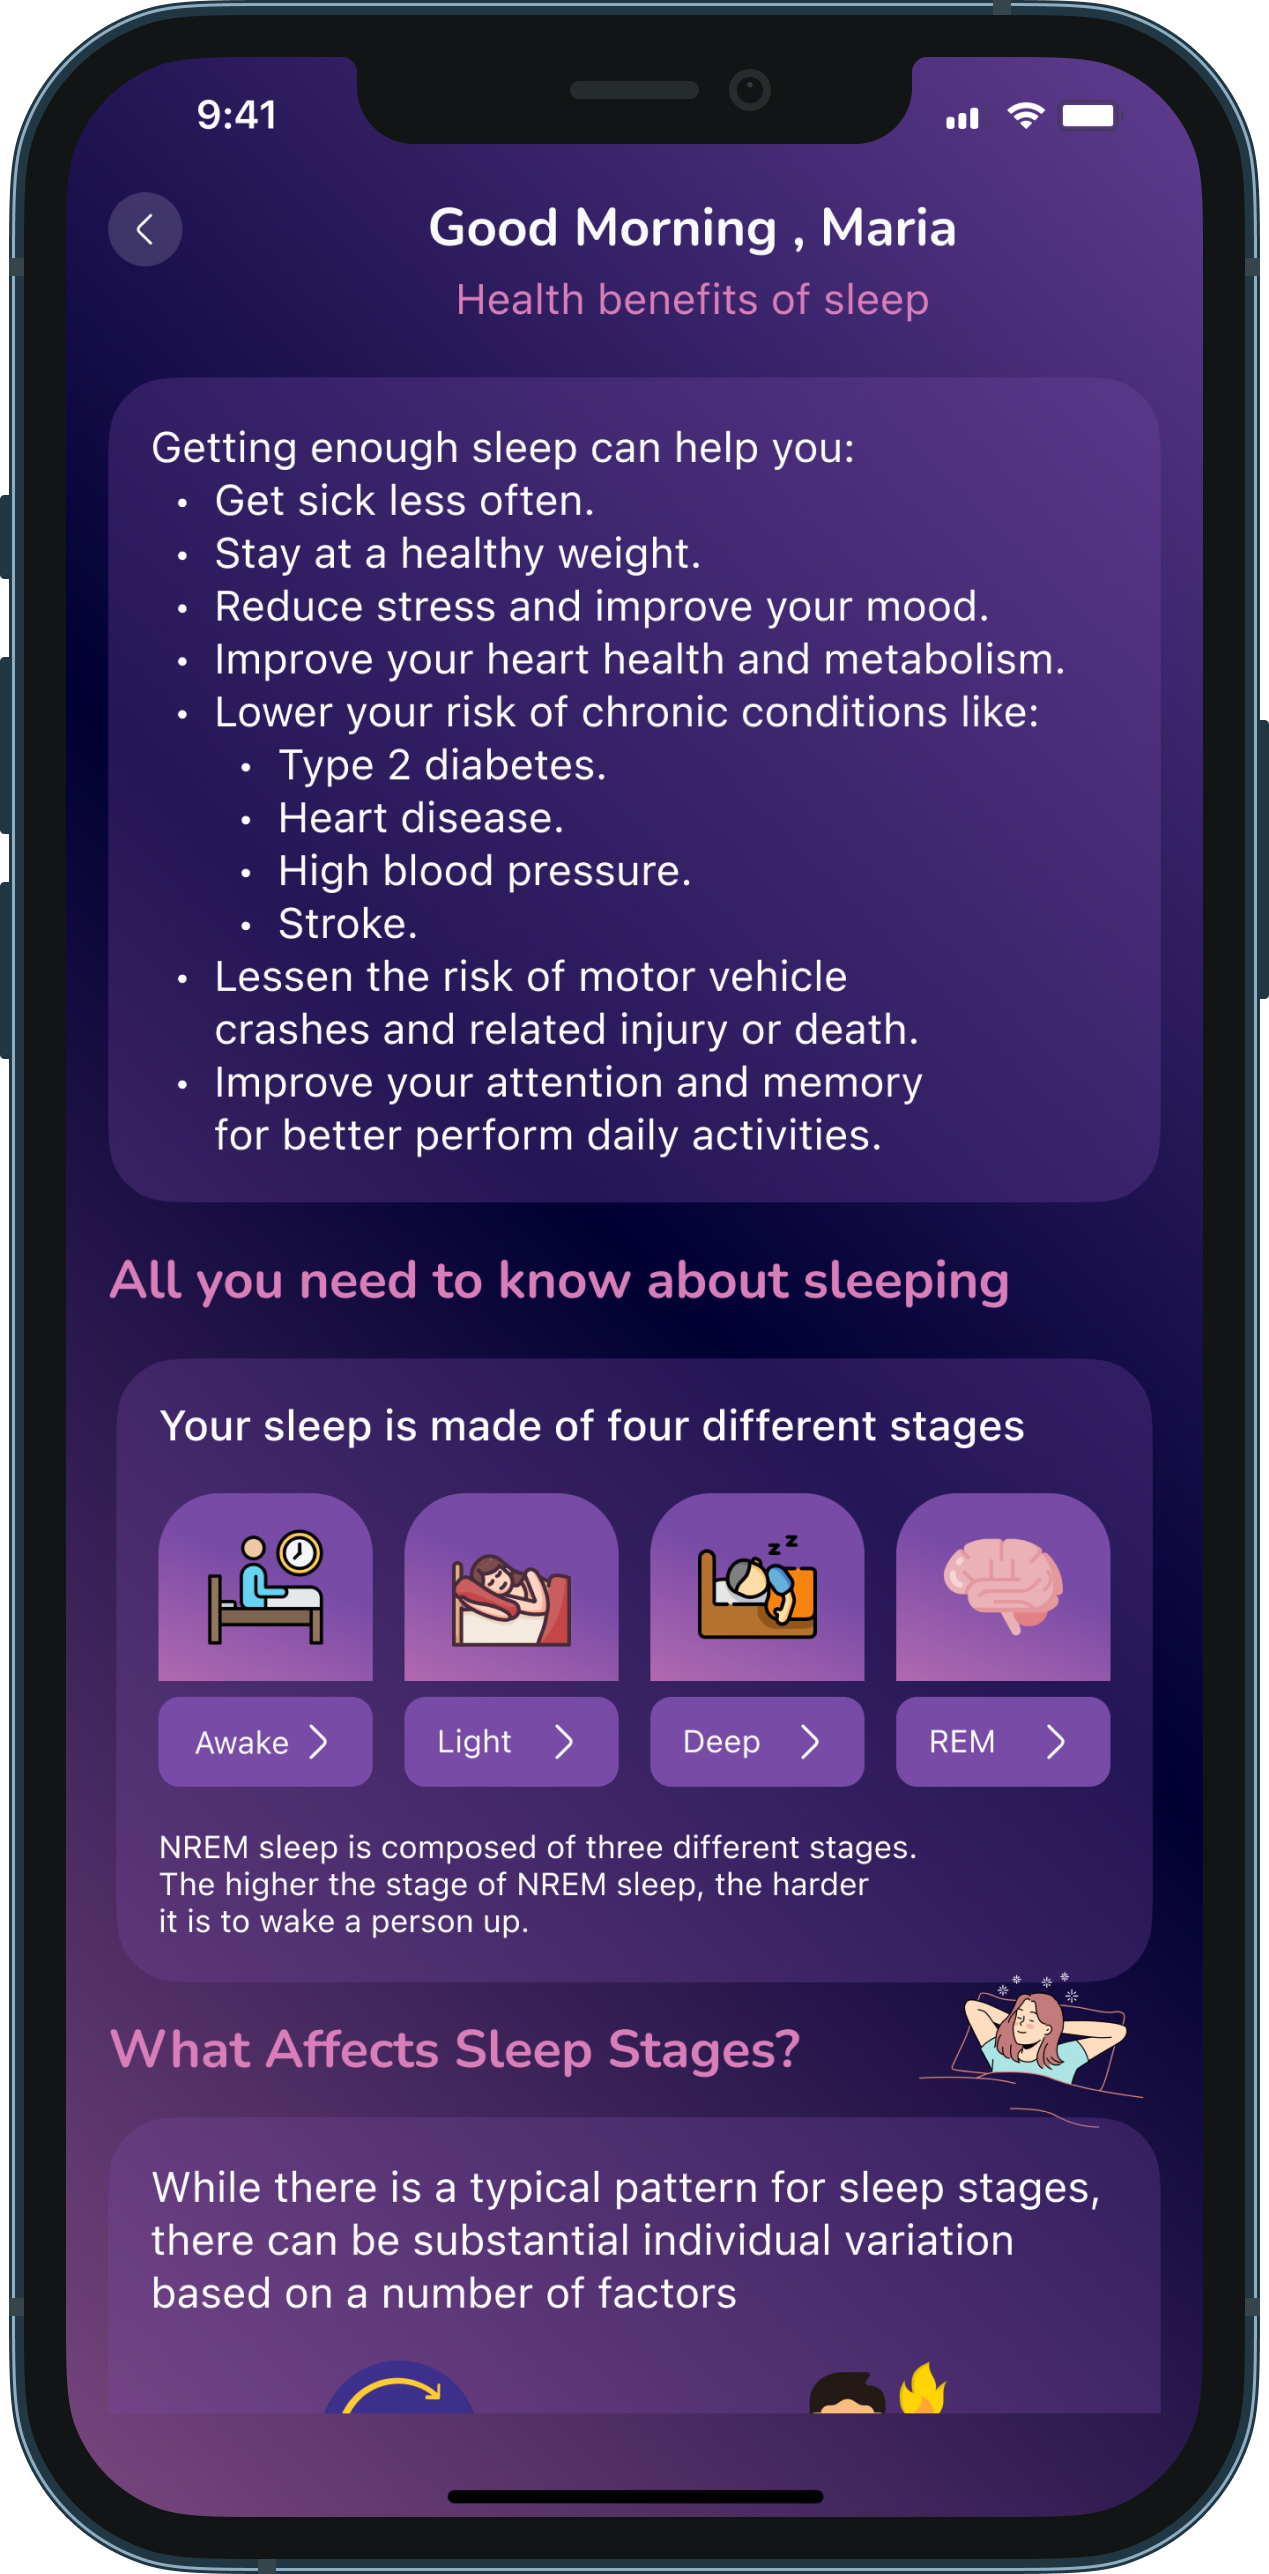 9:41
Good Morning , Maria
Health benefits of sleep
Getting enough sleep can help you:
• Get sick less often.
• Stay at a healthy weight.
• Reduce stress and improve your mood.
• Improve your heart health and metabolism.
• Lower your risk of chronic conditions like:
• Type 2 diabetes.
• Heart disease.
• High blood pressure.
• Stroke.
• Lessen the risk of motor vehicle
crashes and related injury or death.
• Improve your attention and memory
for better perform daily activities.
All you need to know about sleeping
Your sleep is made of four different stages
z z
Awake
Light
Deep
REM
NREM sleep is composed of three different stages.
The higher the stage of NREM sleep, the harder
it is to wake a person up.
What Affects Sleep Stages?
While there is a typical pattern for sleep stages,
there can be substantial individual variation
based on a number of factors